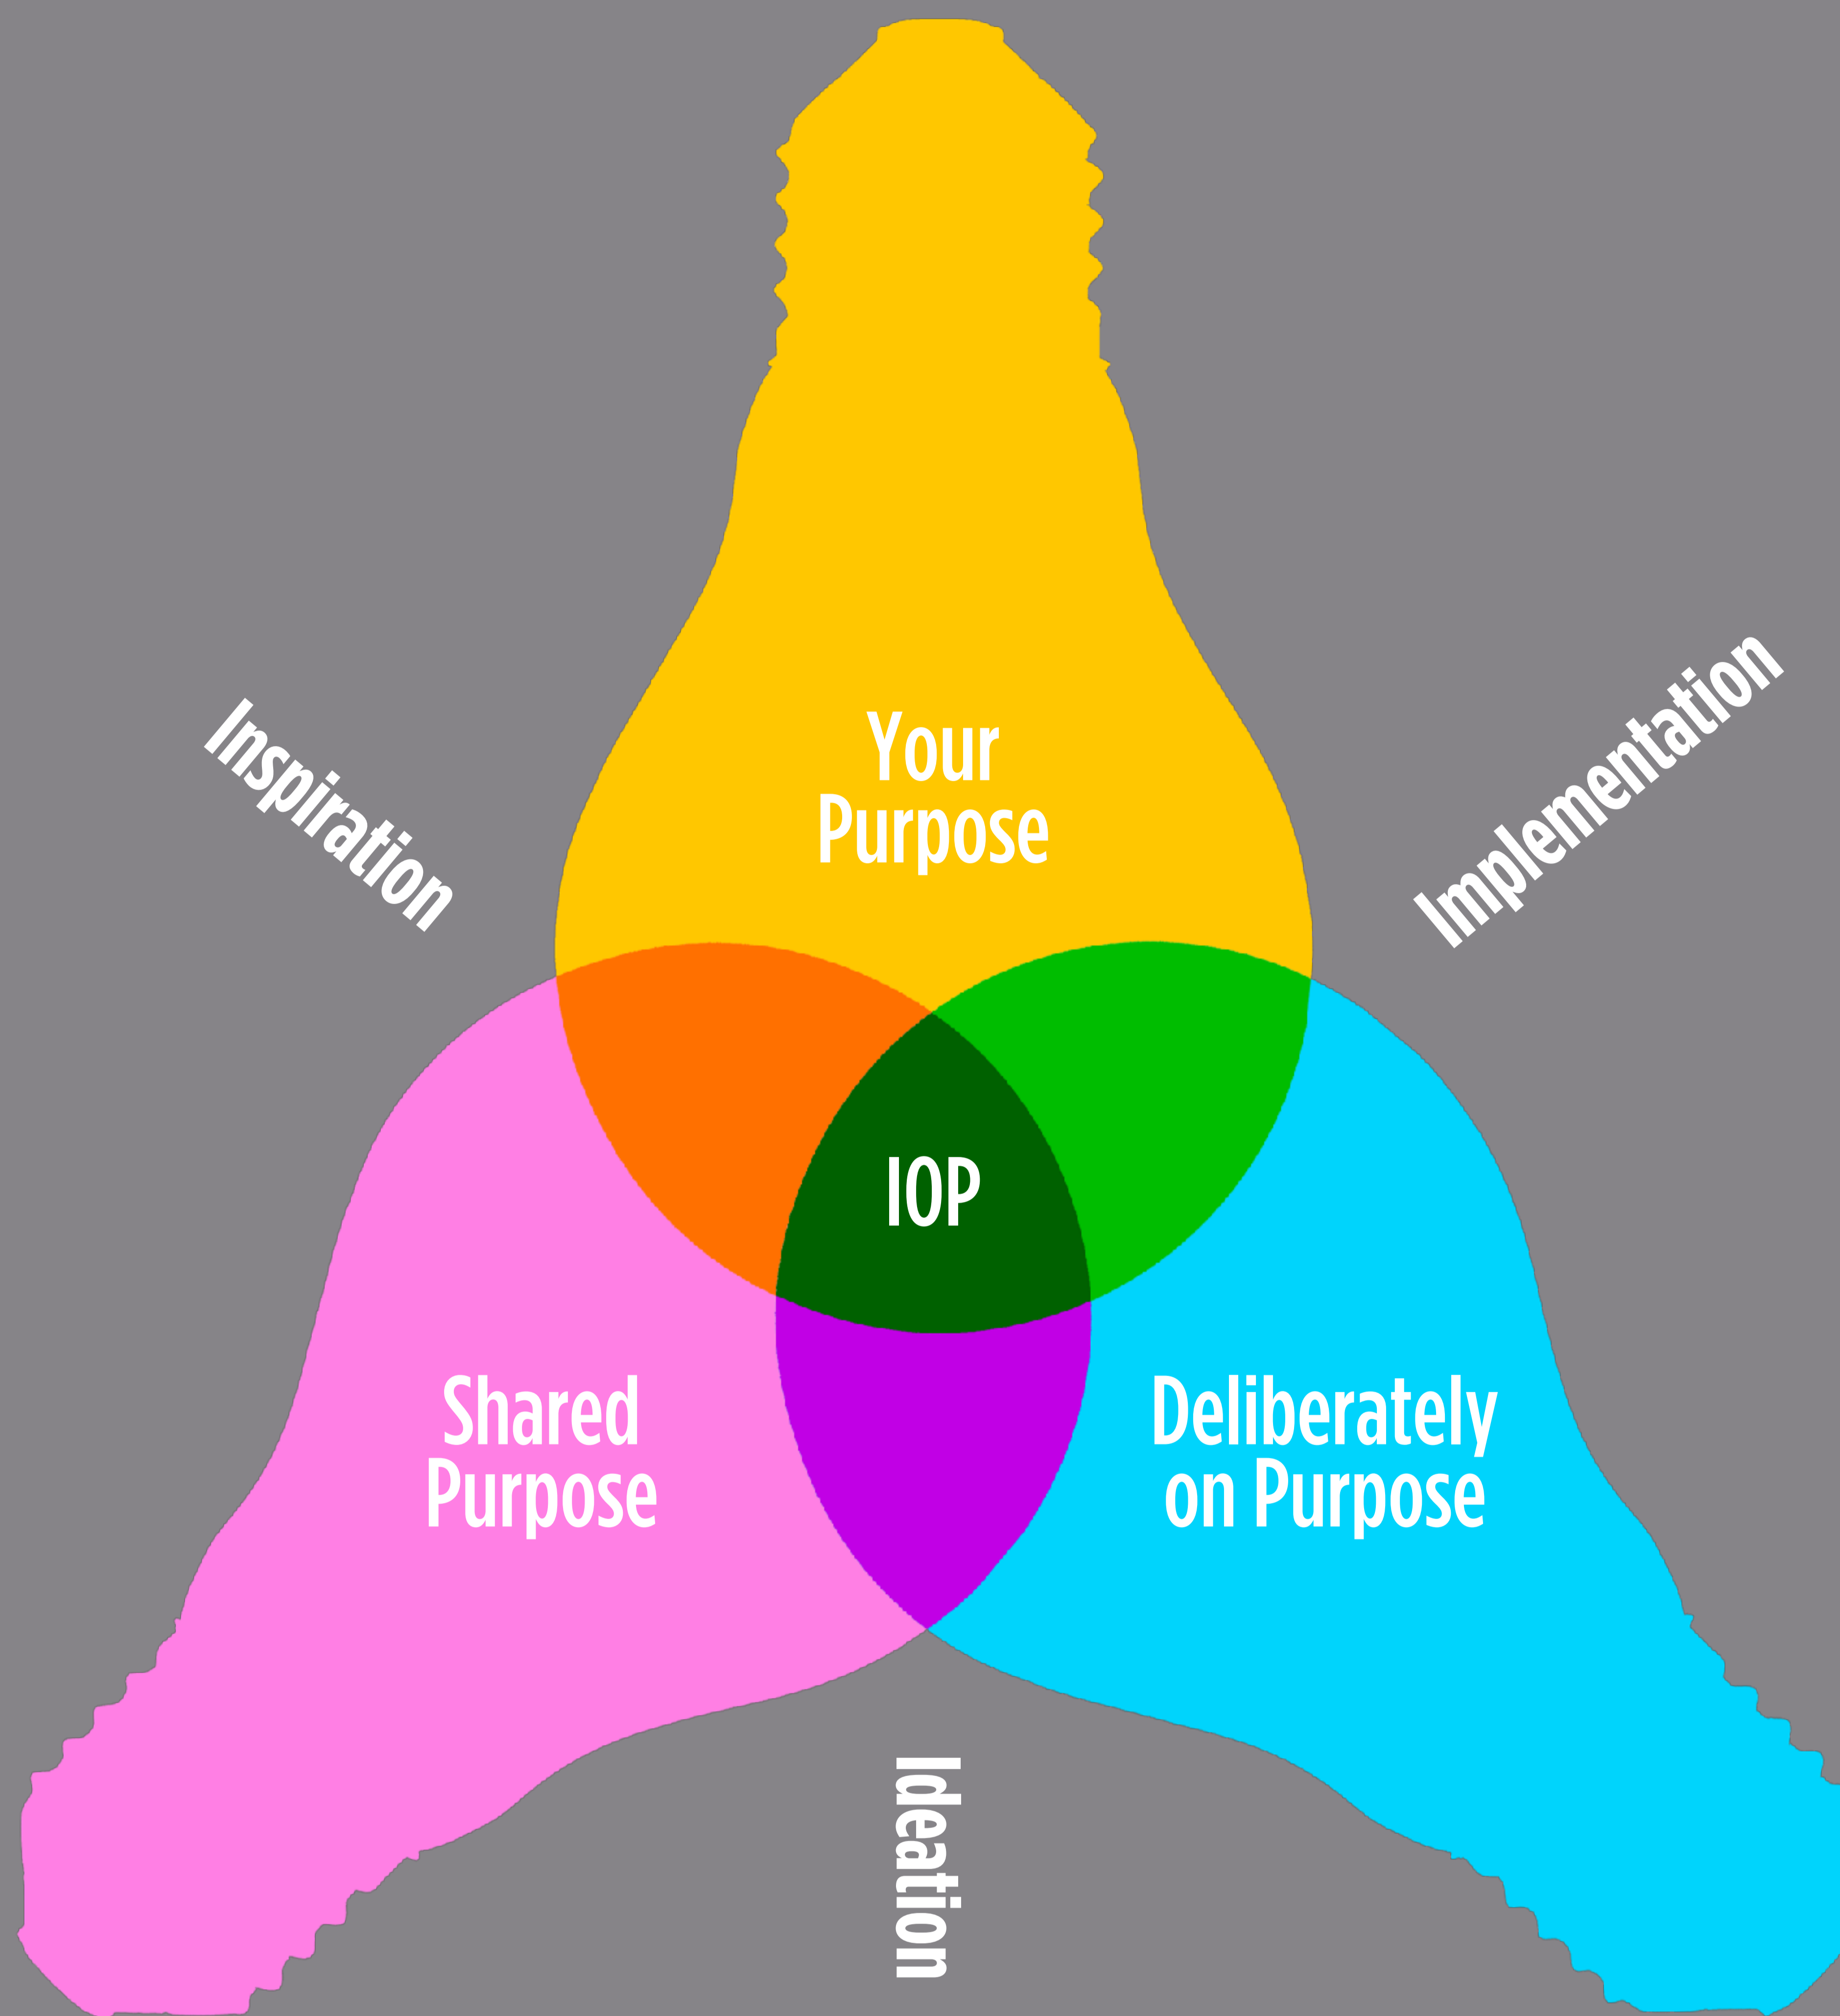 Inspiration
Implementation
Your
Purpose
IOP
Shared
Purpose
Deliberately
on Purpose
Ideation